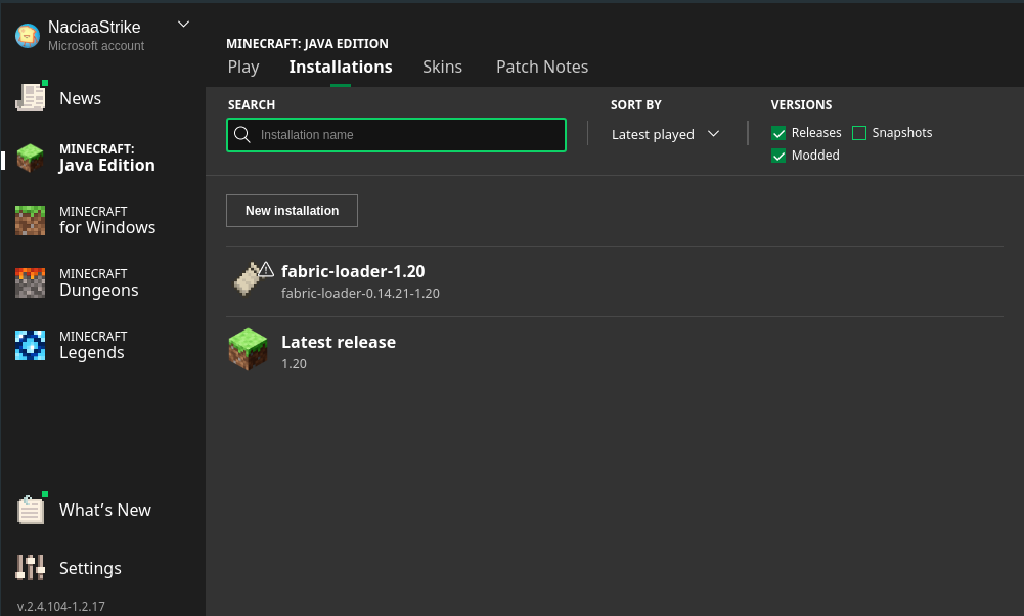 NaciaaStrike
Microsoft account
News
MINECRAFT:
Java Edition
MINECRAFT
for Windows
MINECRAFT
Dungeons
MINECRAFT
Legends
What's New
Settings
v.2.4.104-1.2.17
MINECRAFT: JAVA EDITION
Play Installations Skins Patch Notes
SEARCH
Installation name
SORT BY
Latest played
VERSIONS
Releases Snapshots
Modded
New installation
fabric-loader-1.20
fabric-loader-0.14.21-1.20
Latest release
1.20